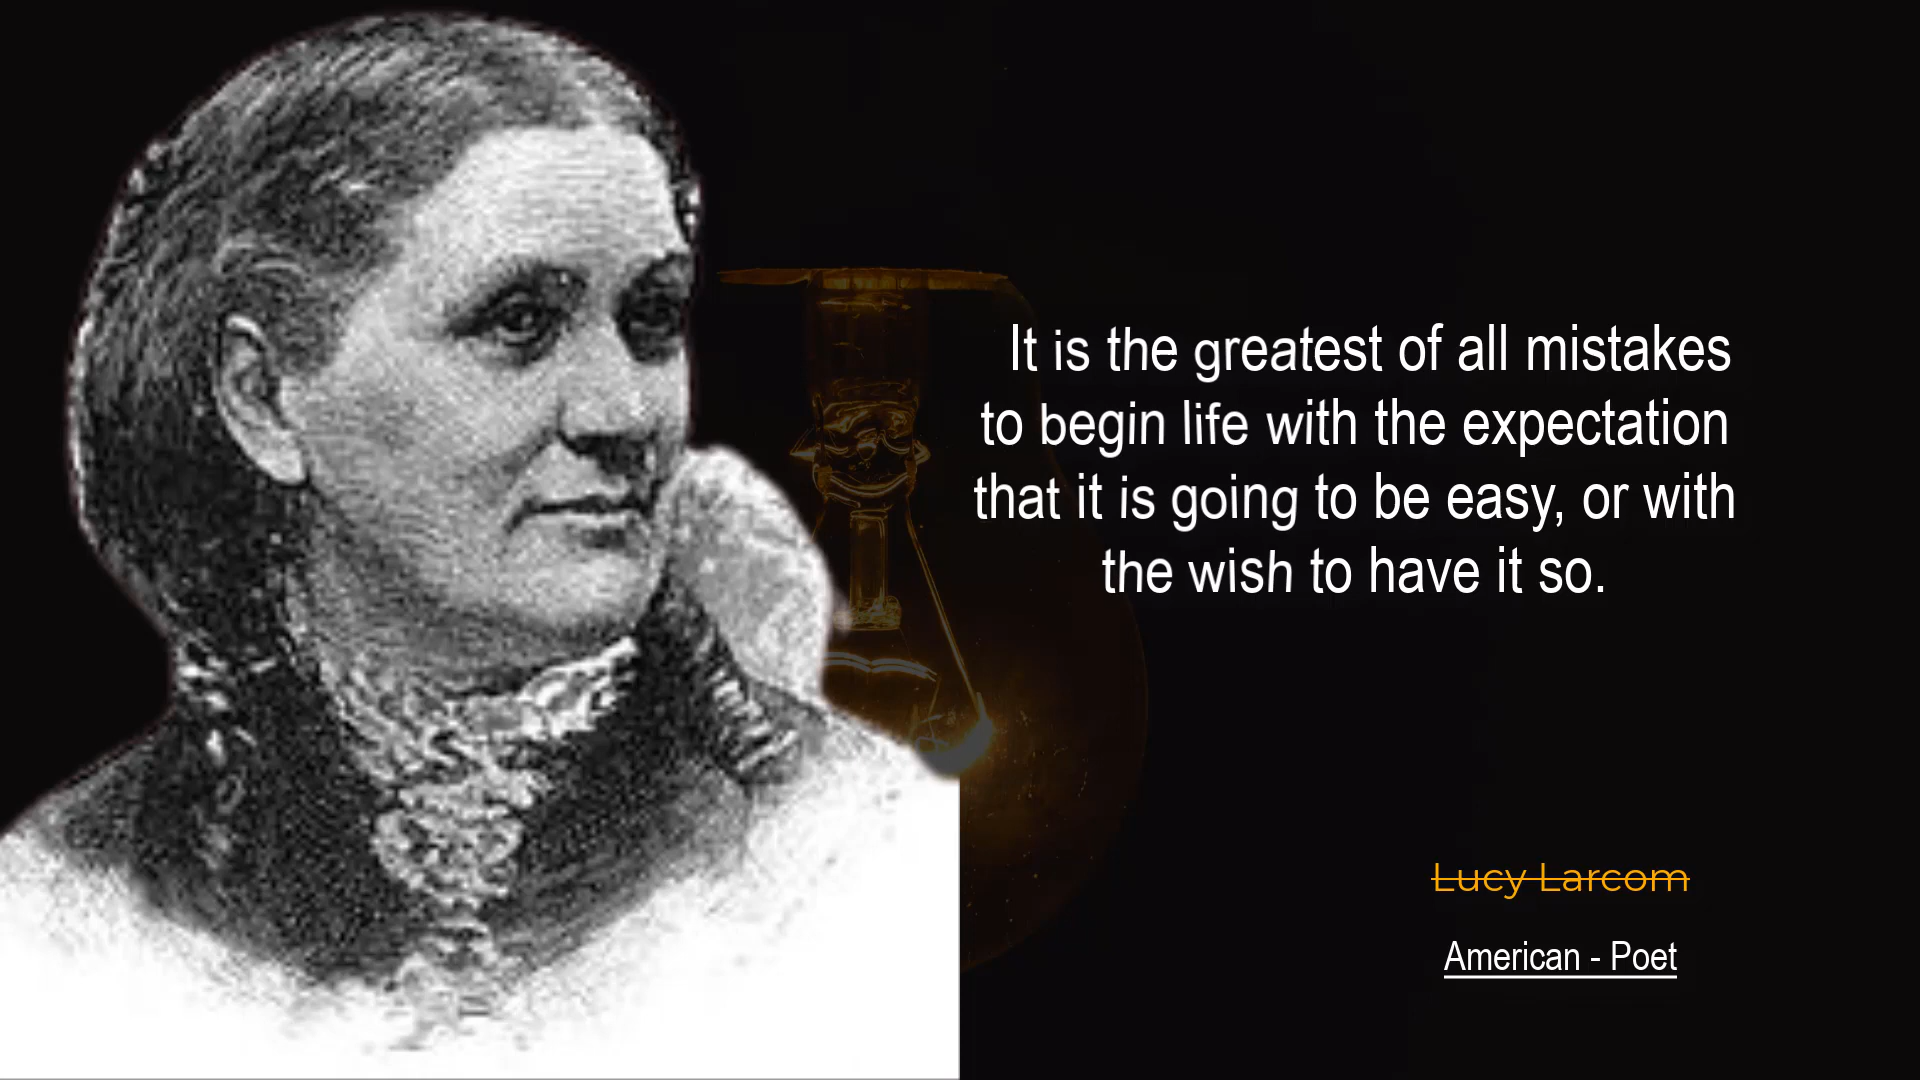 It is the greatest of all mistakes
to begin life with the expectation
that it is going to be easy, or with
the wish to have it so.
Lucy Larcom
American - Poet